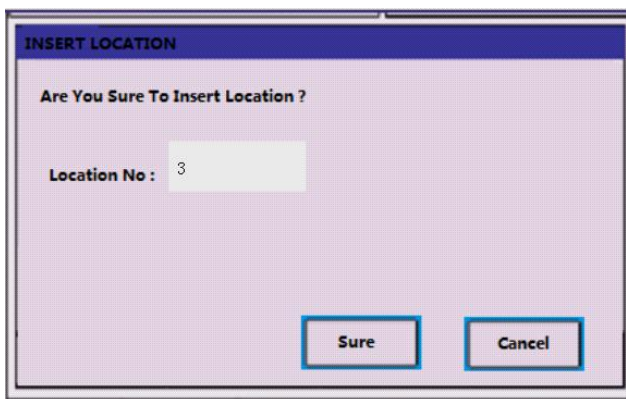 INSERT LOCATION
Are You Sure To Insert Location ?
Location No : 3
Sure Cancel